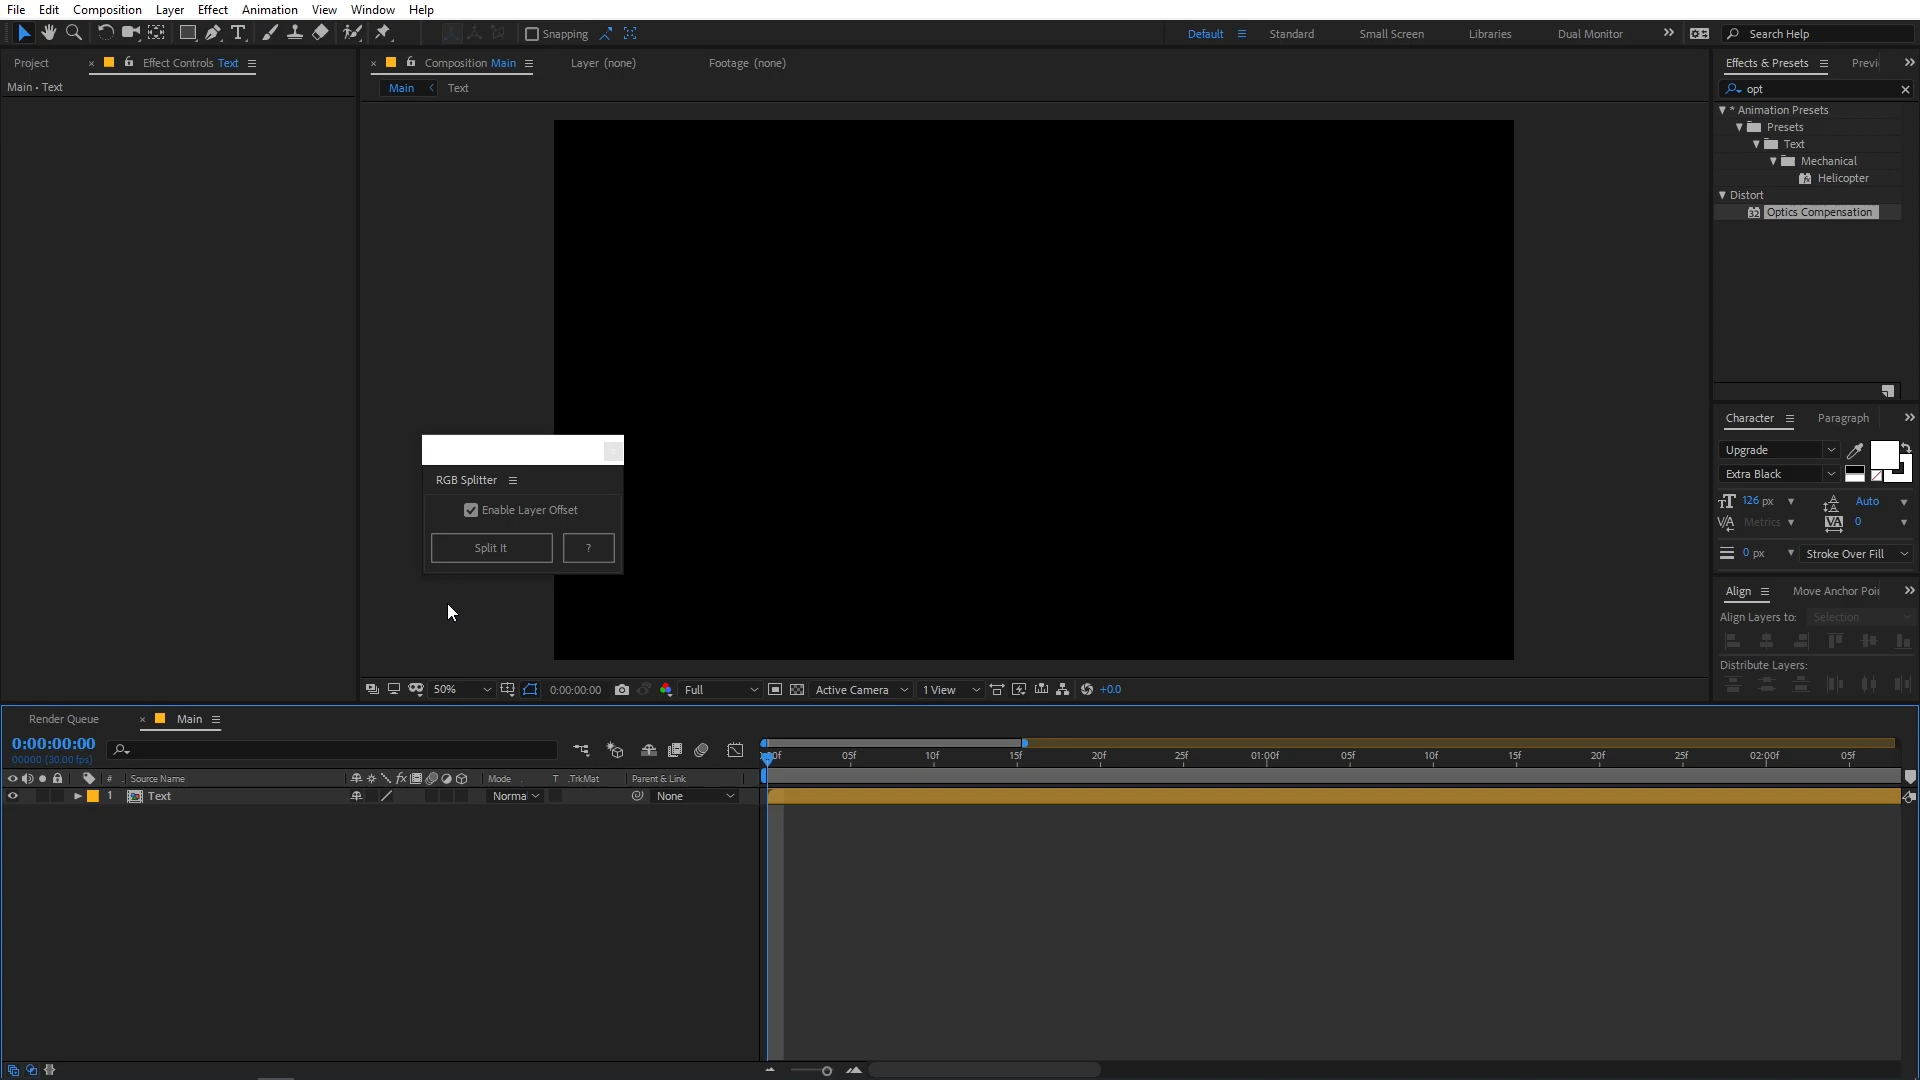 File Edit Composition Layer Effect Animation View Window Help
Snapping
Default Standard Small Screen Libraries Dual Monitor Search Help
Project Effect Controls Text
Main • Text
Composition Main Layer (none) Footage (none)
Main Text
Effects & Presets Previ
opt
* Animation Presets
Presets
Text
Mechanical
Helicopter
Distort
32 Optics Compensation
RGB Splitter
Enable Layer Offset
Split It ?
Character Paragraph
Upgrade
Extra Black
126 px Auto
Metrics 0
0 px Stroke Over Fill
Align Move Anchor Poi
Align Layers to: Selection
Distribute Layers:
50% 0:00:00:00 Full Active Camera 1 View +0.0
Render Queue Main
0:00:00:00
00000 (30.00 fps)
05f 10f 15f 20f 25f 01:00f 05f 10f 15f 20f 25f 02:00f 05f
# Source Name fx Mode T .TrkMat Parent & Link
1 Text Norma None